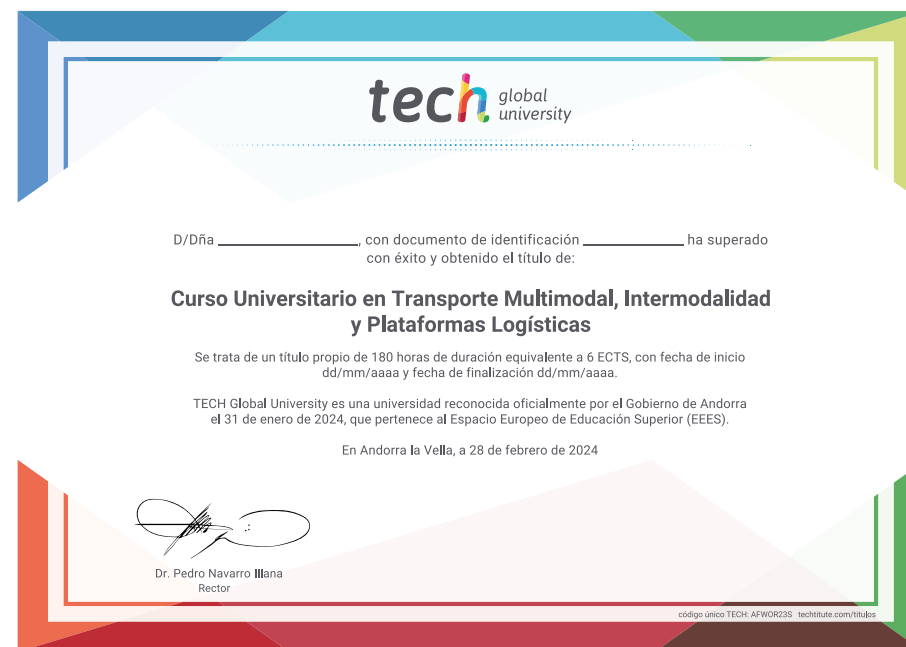 tech global university
D/Dña ____________________, con documento de identificación ______________ ha superado
con éxito y obtenido el título de:
Curso Universitario en Transporte Multimodal, Intermodalidad
y Plataformas Logísticas
Se trata de un título propio de 180 horas de duración equivalente a 6 ECTS, con fecha de inicio
dd/mm/aaaa y fecha de finalización dd/mm/aaaa.
TECH Global University es una universidad reconocida oficialmente por el Gobierno de Andorra
el 31 de enero de 2024, que pertenece al Espacio Europeo de Educación Superior (EEES).
En Andorra la Vella, a 28 de febrero de 2024
Dr. Pedro Navarro Illana
Rector
código único TECH: AFWOR23S techtitute.com/titulos